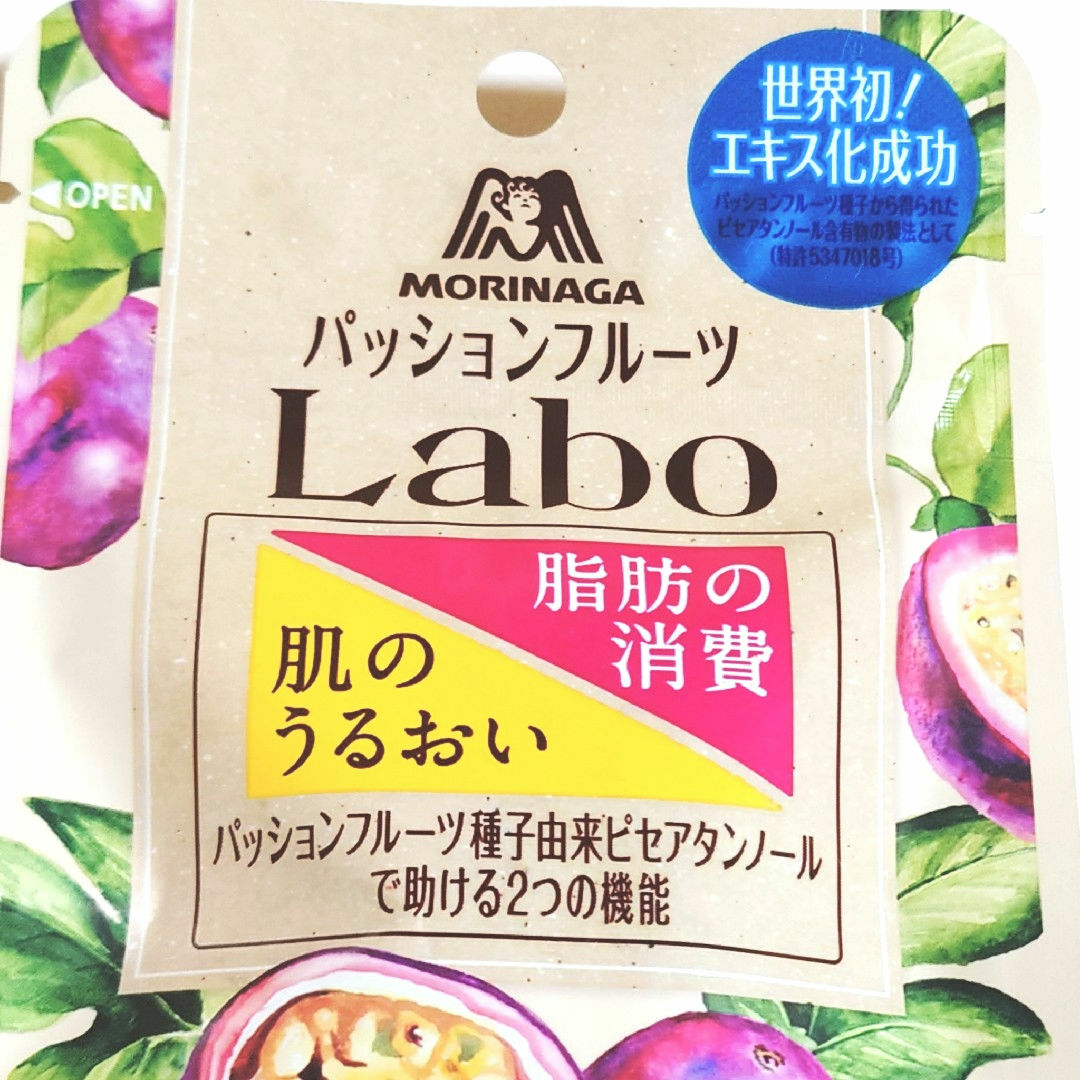 世界初!
エキス化成功
パッションフルーツ種子から得られた
ピセアタンノール含有物の製法として
(特許5347018号)
OPEN
MORINAGA
パッションフルーツ
Labo
脂肪の
消費
肌の
うるおい
パッションフルーツ種子由来ピセアタンノール
で助ける2つの機能